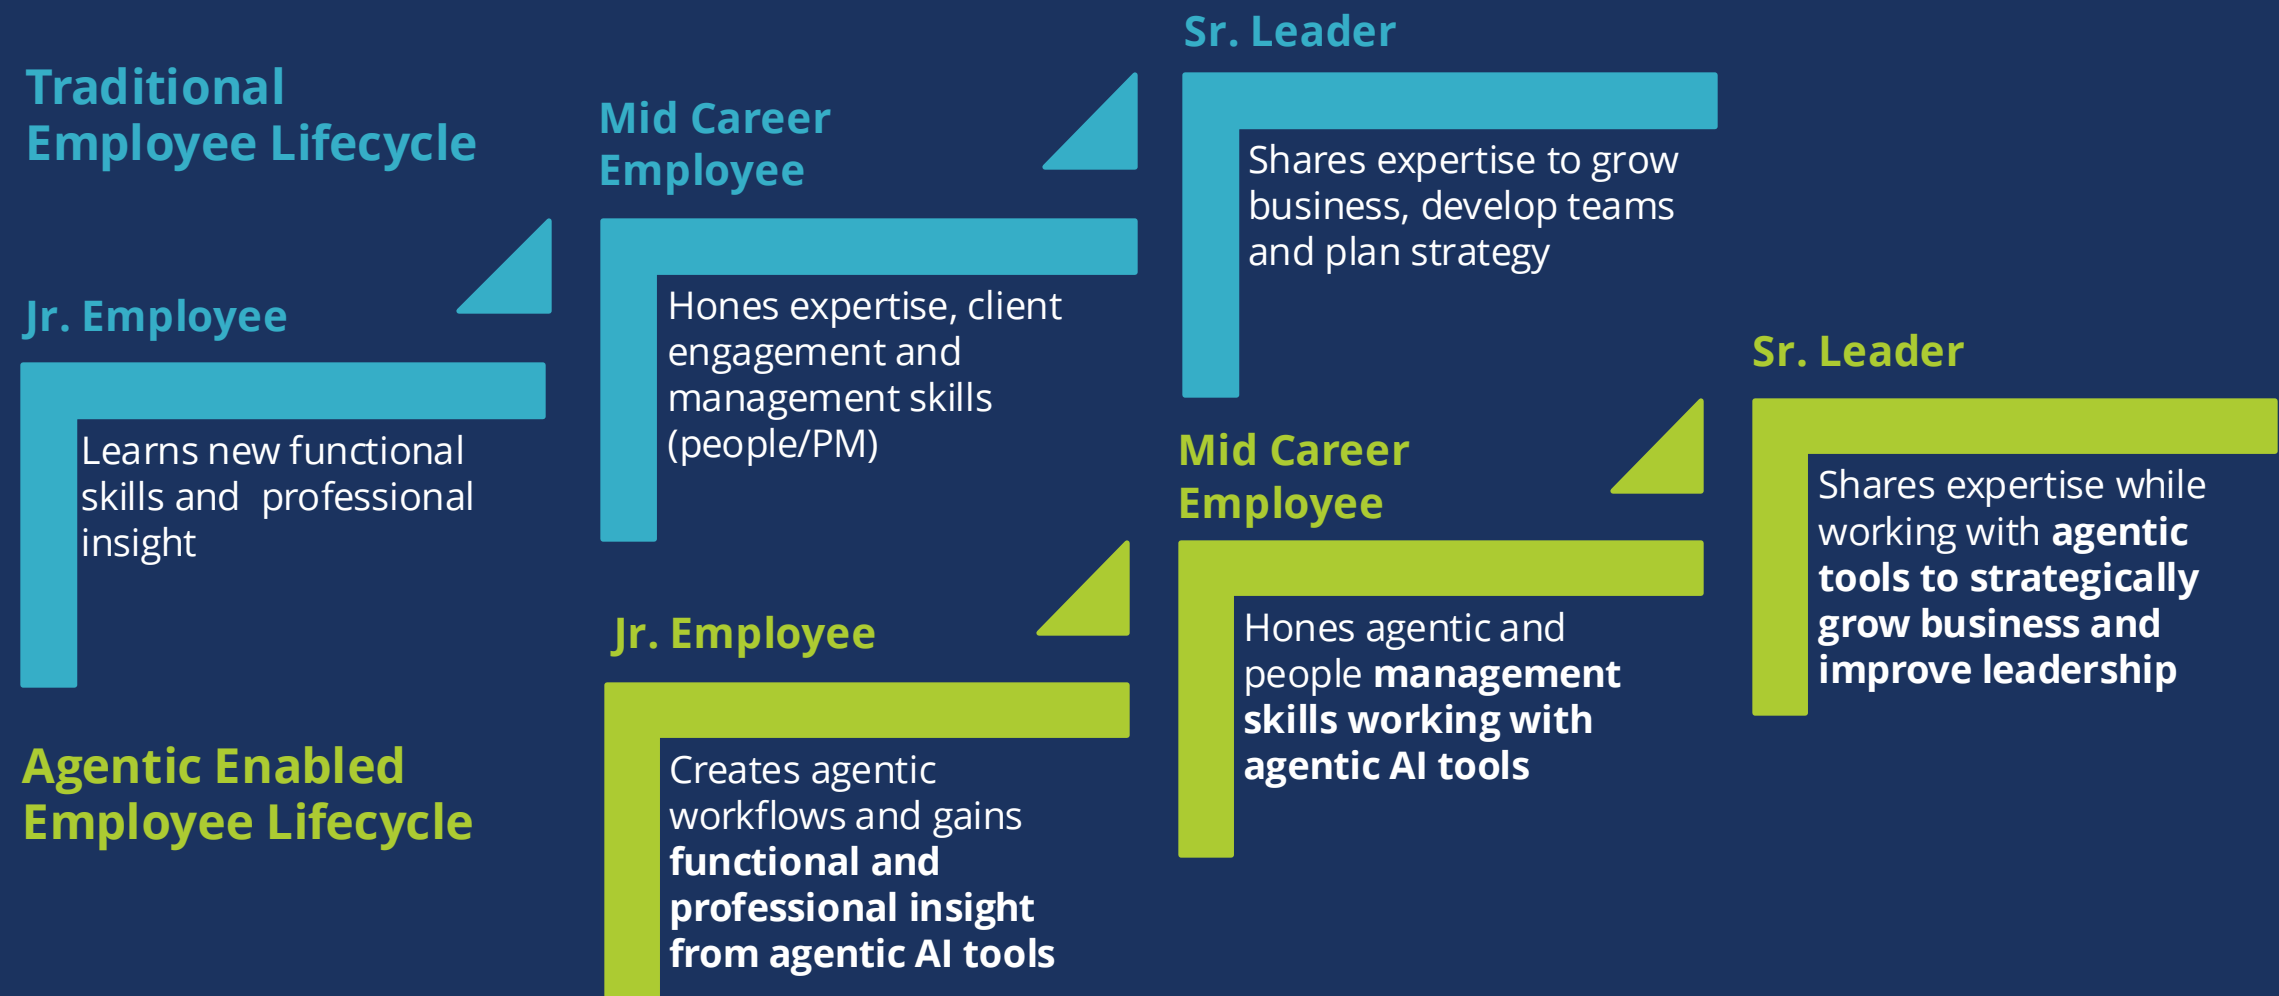 Traditional
Employee Lifecycle
Jr. Employee
Learns new functional
skills and  professional
insight
Mid Career
Employee
Hones expertise, client
engagement and
management skills
(people/PM)
Sr. Leader
Shares expertise to grow
business, develop teams
and plan strategy
Agentic Enabled
Employee Lifecycle
Jr. Employee
Creates agentic
workflows and gains
functional and
professional insight
from agentic AI tools
Mid Career
Employee
Hones agentic and
people management
skills working with
agentic AI tools
Sr. Leader
Shares expertise while
working with agentic
tools to strategically
grow business and
improve leadership